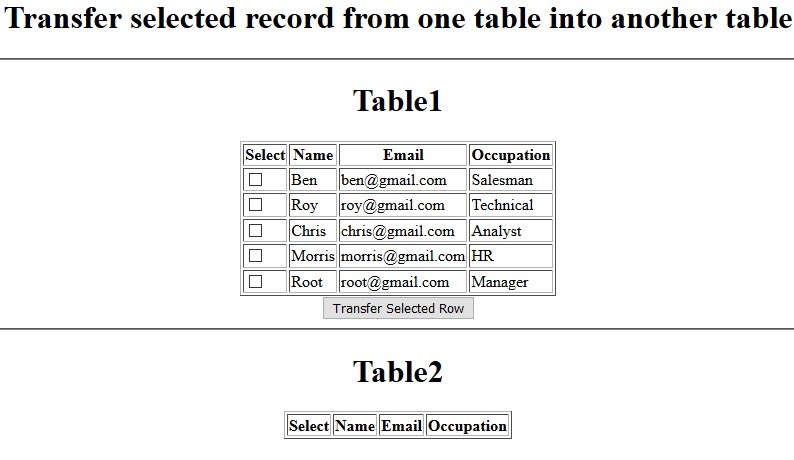 Transfer selected record from one table into another table
Table1
Select Name Email Occupation
Ben ben@gmail.com Salesman
Roy roy@gmail.com Technical
Chris chris@gmail.com Analyst
Morris morris@gmail.com HR
Root root@gmail.com Manager
Transfer Selected Row
Table2
Select Name Email Occupation